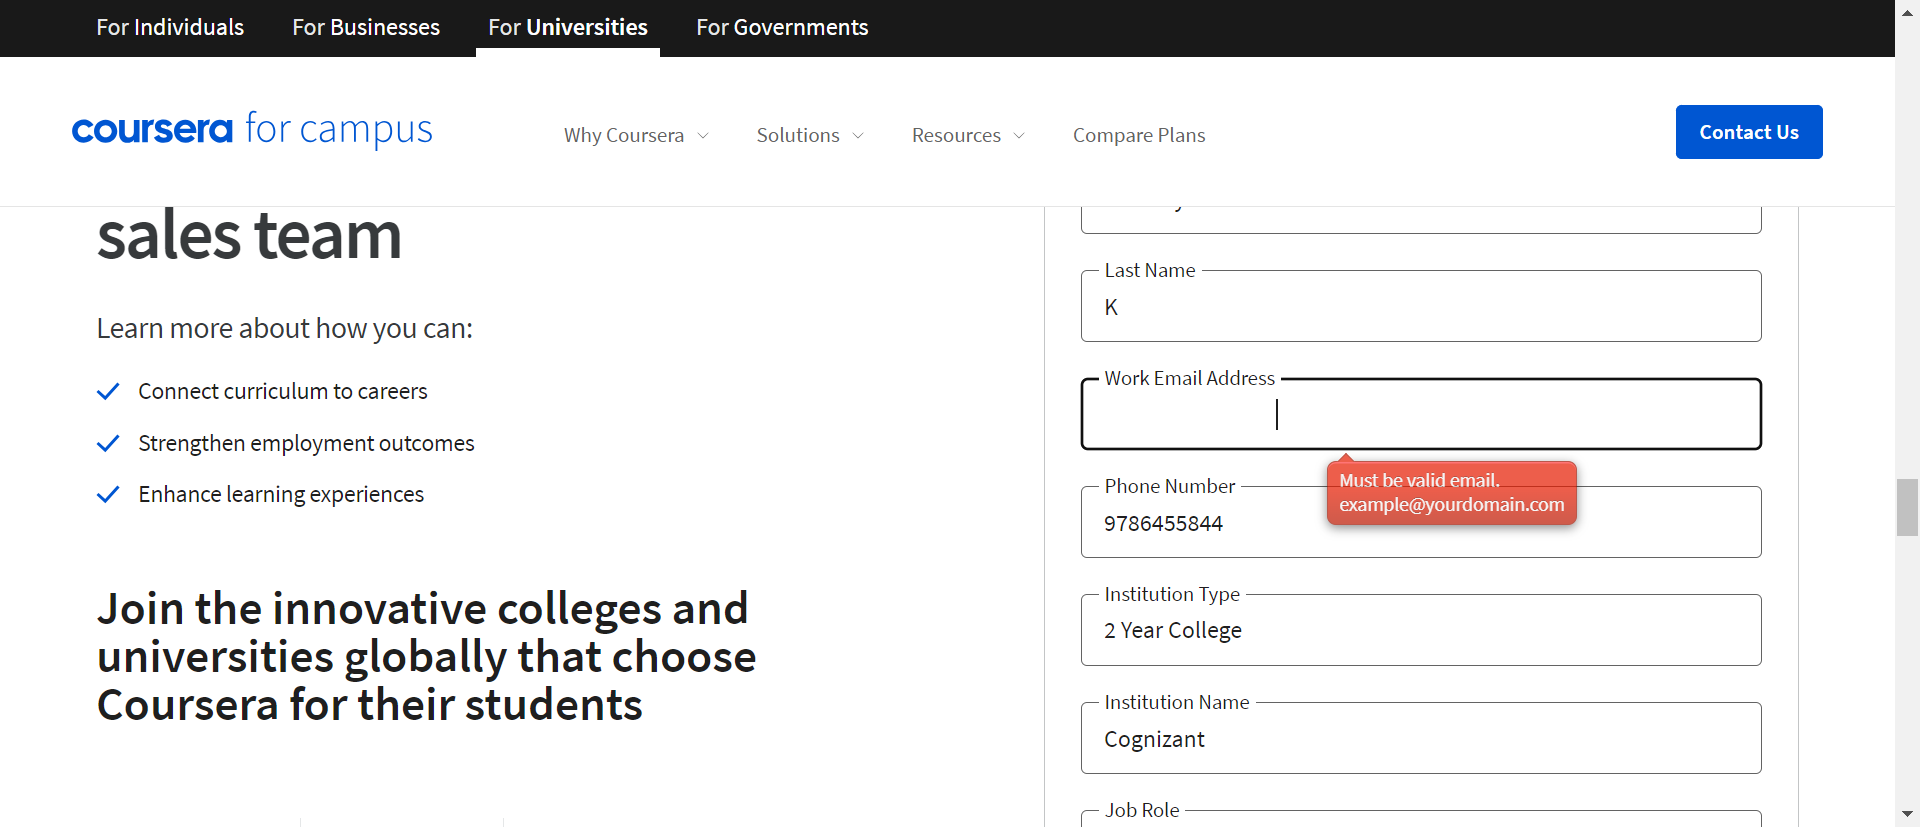 For Individuals
For Businesses
For Universities
For Governments
coursera for campus
Why Coursera
Solutions
Resources
Compare Plans
Contact Us
sales team
Learn more about how you can:
Connect curriculum to careers
Strengthen employment outcomes
Enhance learning experiences
Join the innovative colleges and
universities globally that choose
Coursera for their students
Last Name
K
Work Email Address
Must be valid email.
example@yourdomain.com
Phone Number
9786455844
Institution Type
2 Year College
Institution Name
Cognizant
Job Role